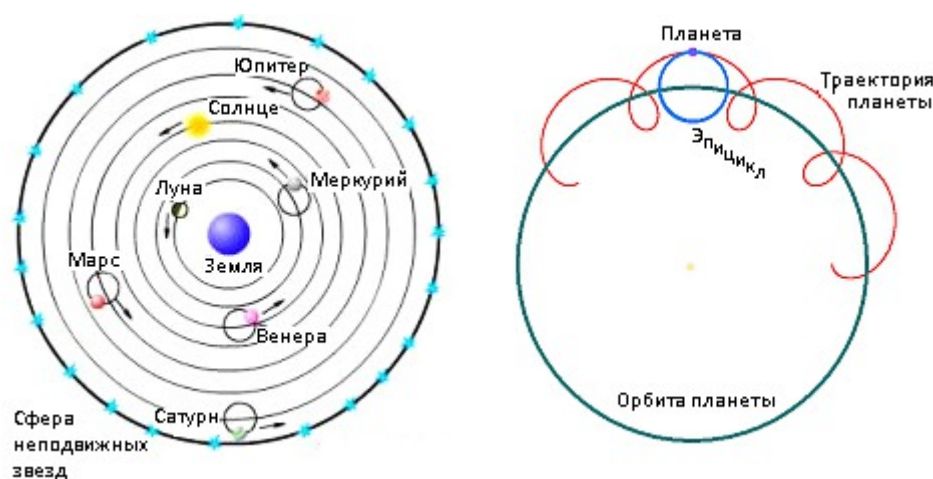 Юпитер
Солнце
Меркурий
Луна
Земля
Марс
Венера
Сатурн
Сфера
неподвижных
звезд
Планета
Траектория
планеты
Эпицикл
Орбита планеты